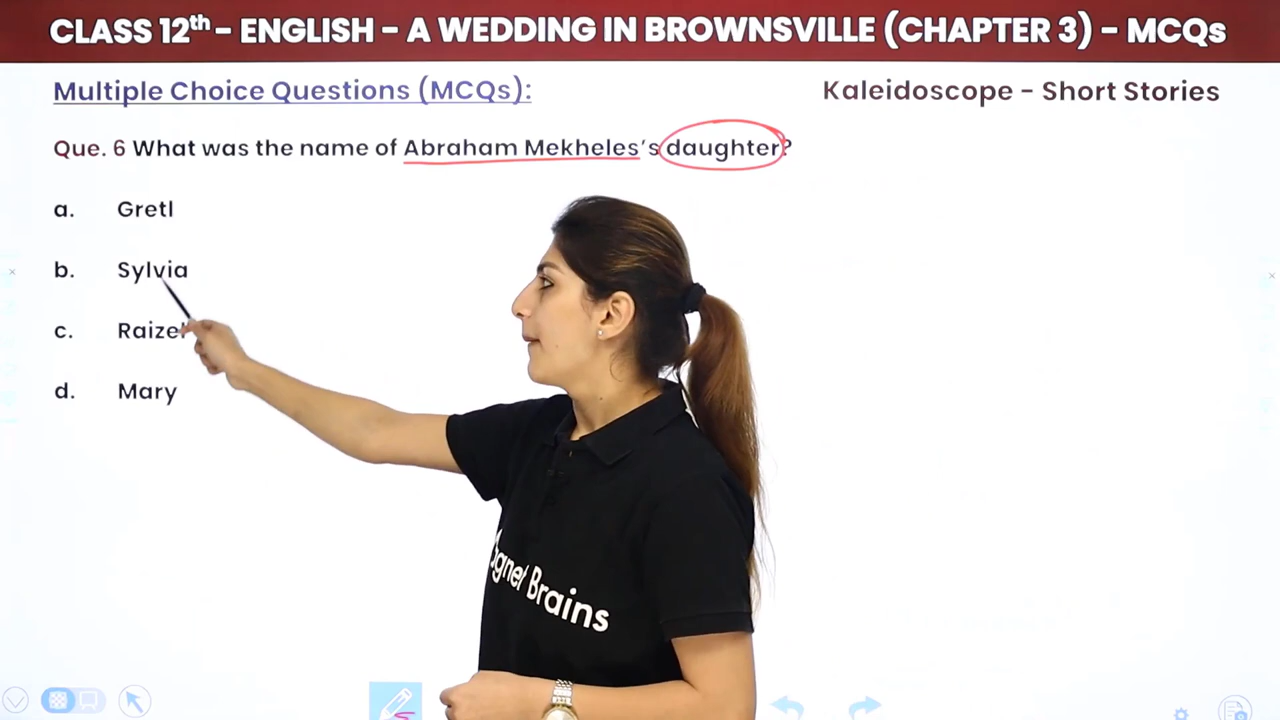 CLASS 12th – ENGLISH – A WEDDING IN BROWNSVILLE (CHAPTER 3) – MCQs
Multiple Choice Questions (MCQs):
Kaleidoscope – Short Stories
Que. 6 What was the name of Abraham Mekheles's daughter?
a. Gretl
b. Sylvia
c. Raizel
d. Mary
Magnet Brains